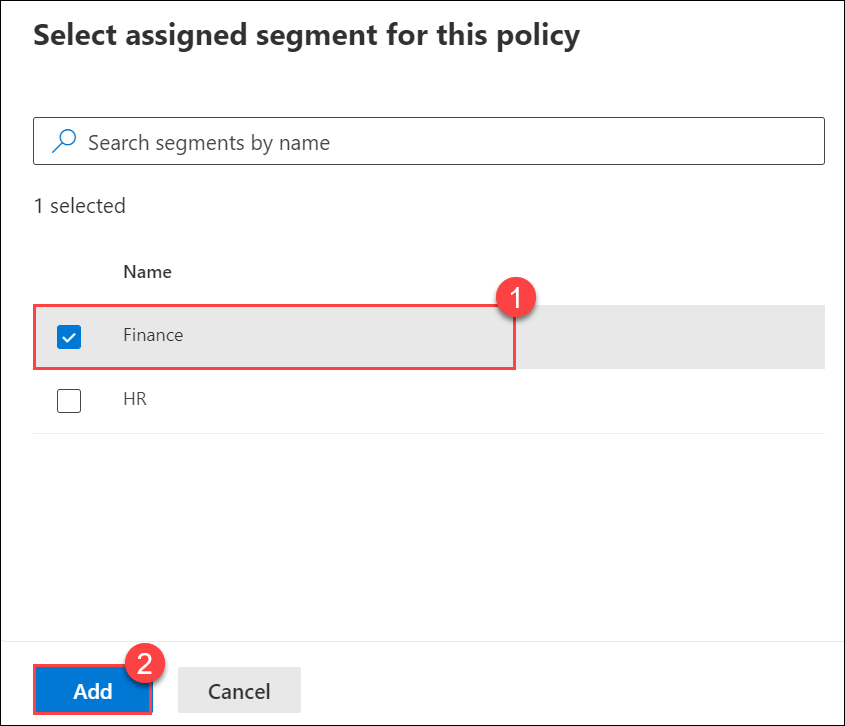 Select assigned segment for this policy
Search segments by name
1 selected
Name
1
Finance
HR
2
Add Cancel